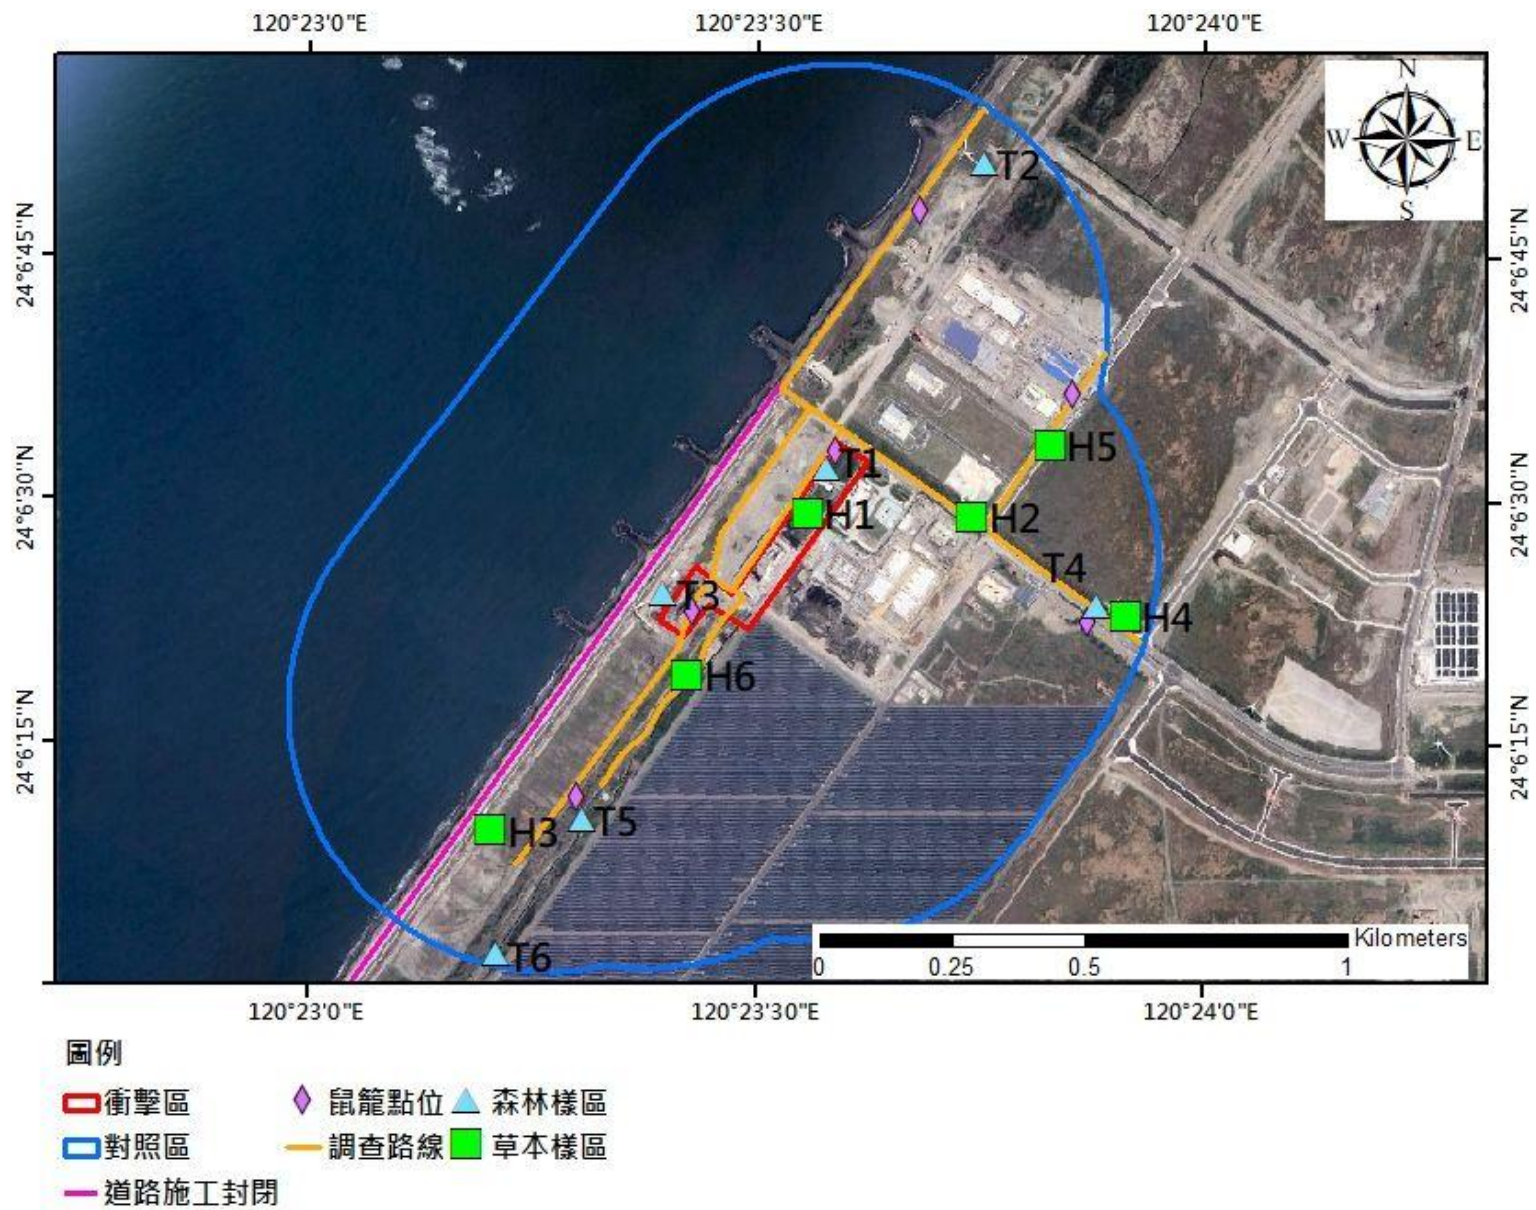 120°23'0"E 120°23'30"E 120°24'0"E
N
W E
S
T2
24°6'45"N 24°6'45"N
H5
T1
24°6'30"N 24°6'30"N
H1 H2
T4
T3
H4
H6
24°6'15"N 24°6'15"N
T5
H3
Kilometers
T6
0 0.25 0.5 1
120°23'0"E 120°23'30"E 120°24'0"E
圖例
衝擊區 鼠籠點位 森林樣區
對照區 調查路線 草本樣區
道路施工封閉